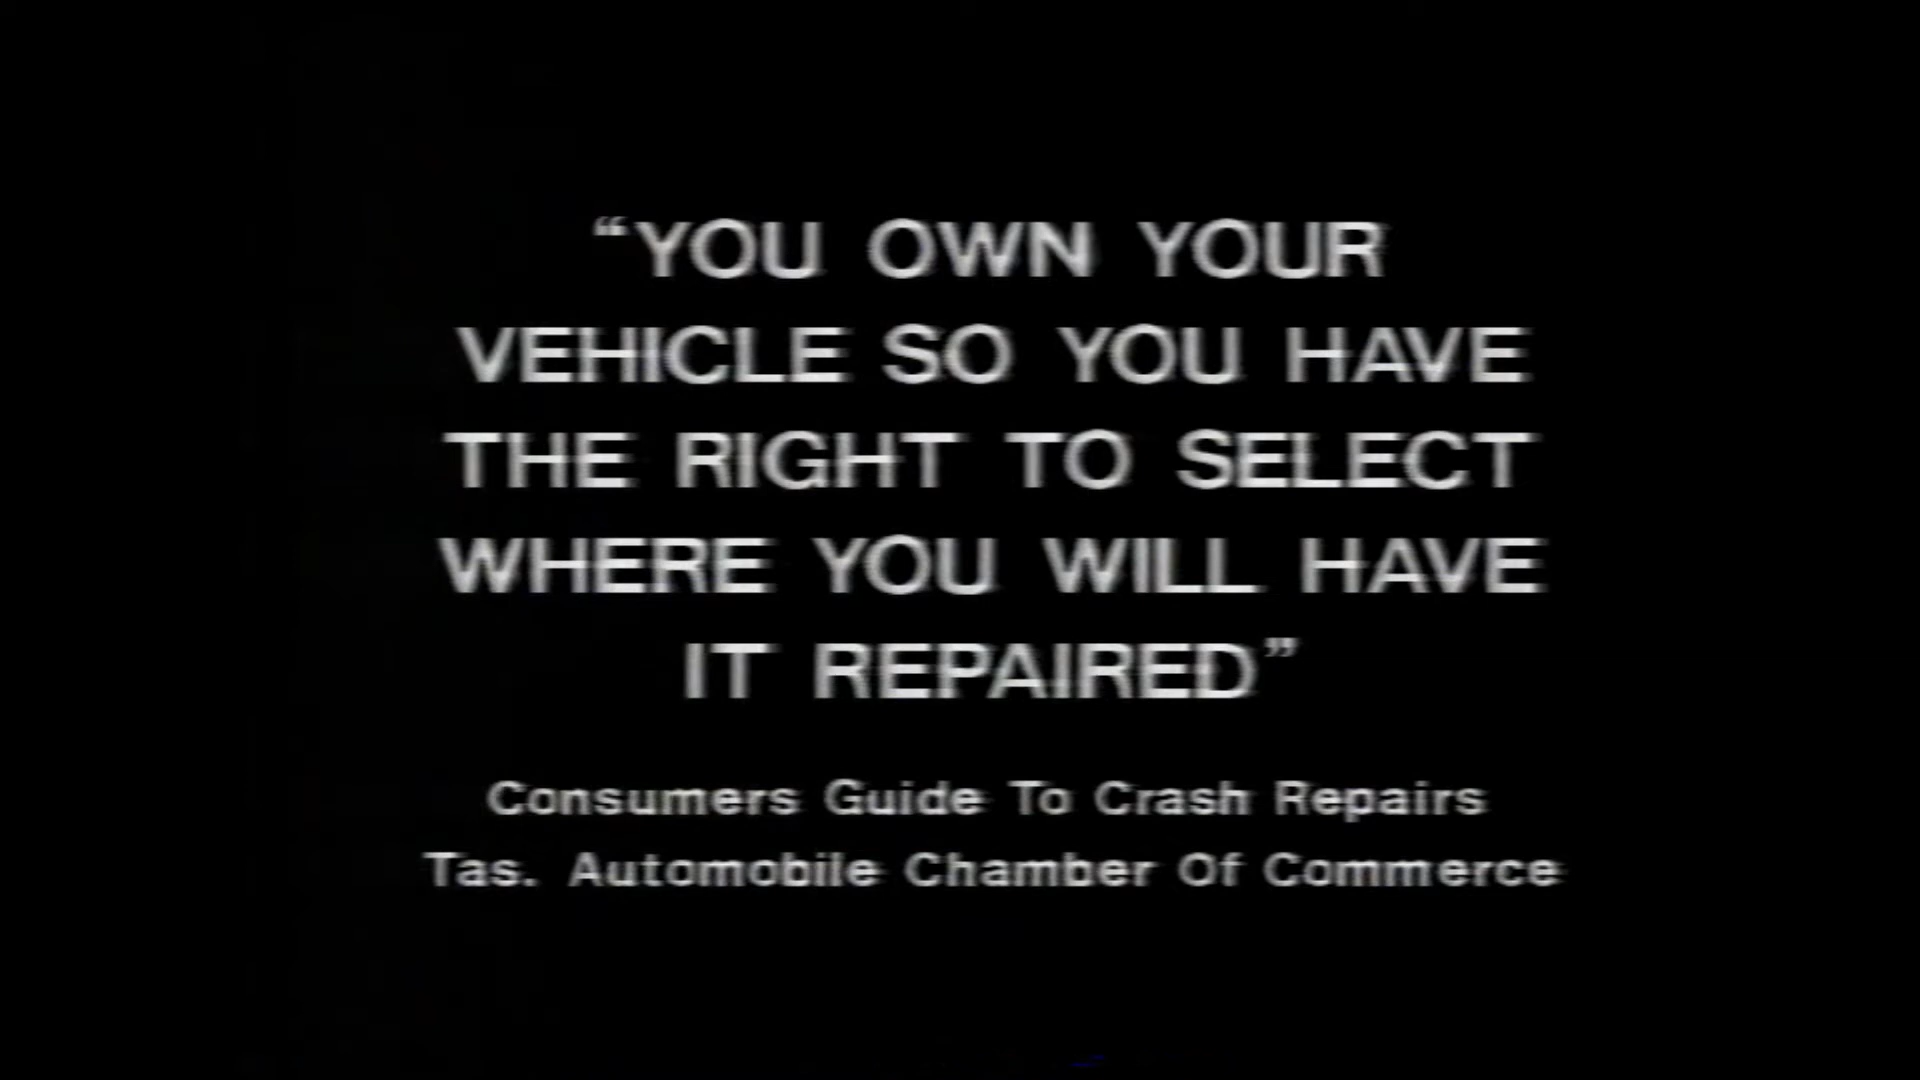 “YOU OWN YOUR
VEHICLE SO YOU HAVE
THE RIGHT TO SELECT
WHERE YOU WILL HAVE
IT REPAIRED”
Consumers Guide To Crash Repairs
Tas. Automobile Chamber Of Commerce